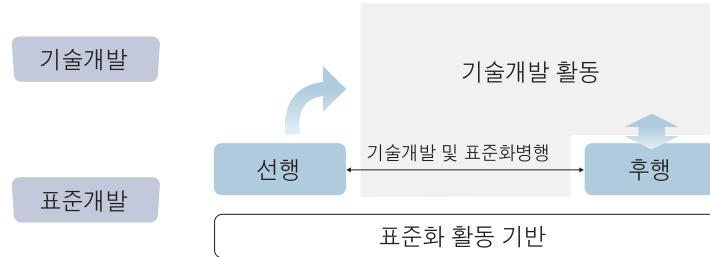 기술개발
기술개발 활동
기술개발 및 표준화병행
선행
후행
표준개발
표준화 활동 기반